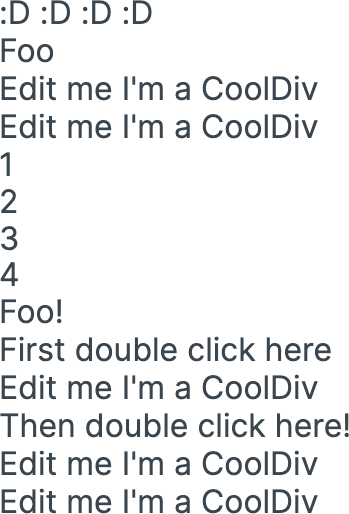 :D :D :D :D
Foo
Edit me I'm a CoolDiv
Edit me I'm a CoolDiv
1
2
3
4
Foo!
First double click here
Edit me I'm a CoolDiv
Then double click here!
Edit me I'm a CoolDiv
Edit me I'm a CoolDiv